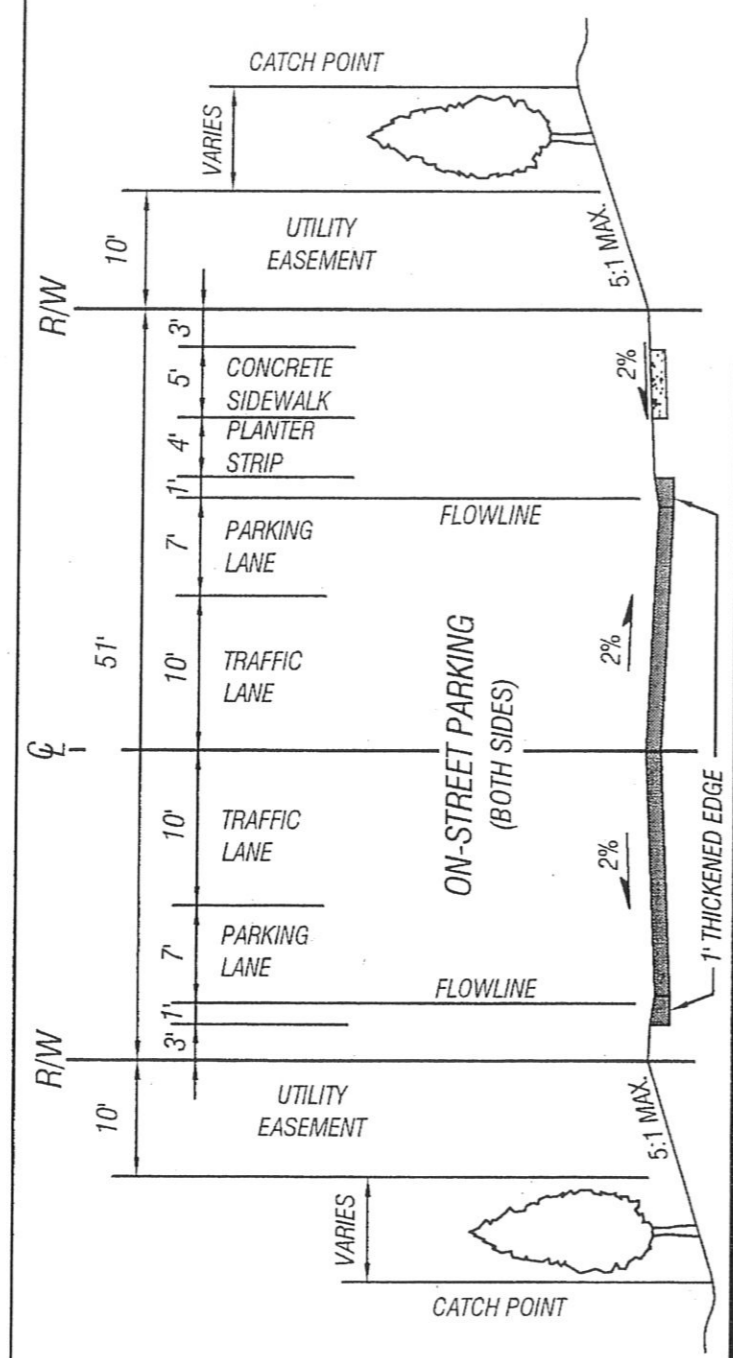 CATCH POINT
VARIES
10'
UTILITY
EASEMENT
5:1 MAX.
R/W
3'
5'
CONCRETE
SIDEWALK
2%
4'
PLANTER
STRIP
1'
FLOWLINE
7'
PARKING
LANE
51'
10'
TRAFFIC
LANE
2%
℄
ON-STREET PARKING
(BOTH SIDES)
10'
TRAFFIC
LANE
2%
1' THICKENED EDGE
7'
PARKING
LANE
FLOWLINE
1'
3'
R/W
10'
UTILITY
EASEMENT
5:1 MAX.
VARIES
CATCH POINT